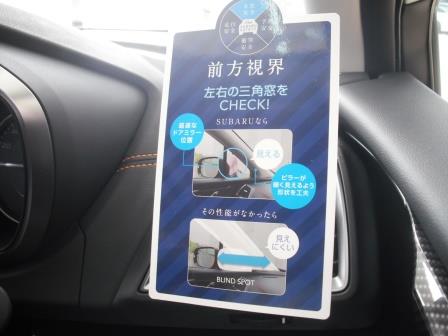 安全
前方視界
左右の三角窓を
CHECK!
SUBARUなら
最適な
ドアミラー
位置
見える
ピラーが
細く見えるよう
形状を工夫
その性能がなかったら
見え
にくい
BLIND SPOT